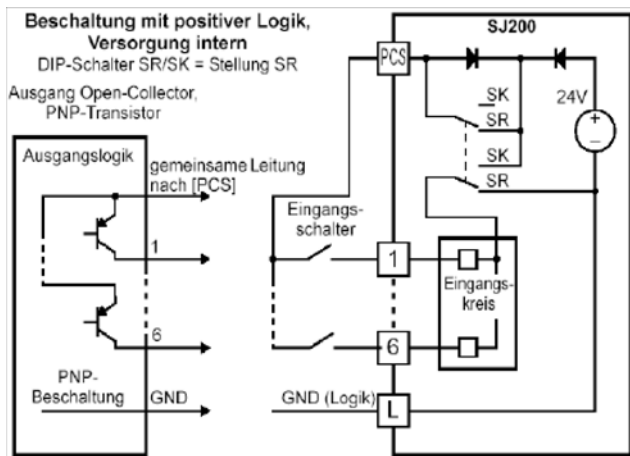 Beschaltung mit positiver Logik,
Versorgung intern
DIP-Schalter SR/SK = Stellung SR
Ausgang Open-Collector,
PNP-Transistor
Ausgangslogik
gemeinsame Leitung
nach [PCS]
1
6
PNP-
Beschaltung
GND
Eingangs-
schalter
GND (Logik)
SJ200
PCS
SK
SR
SK
SR
24V
+
–
1
Eingangs-
kreis
6
L